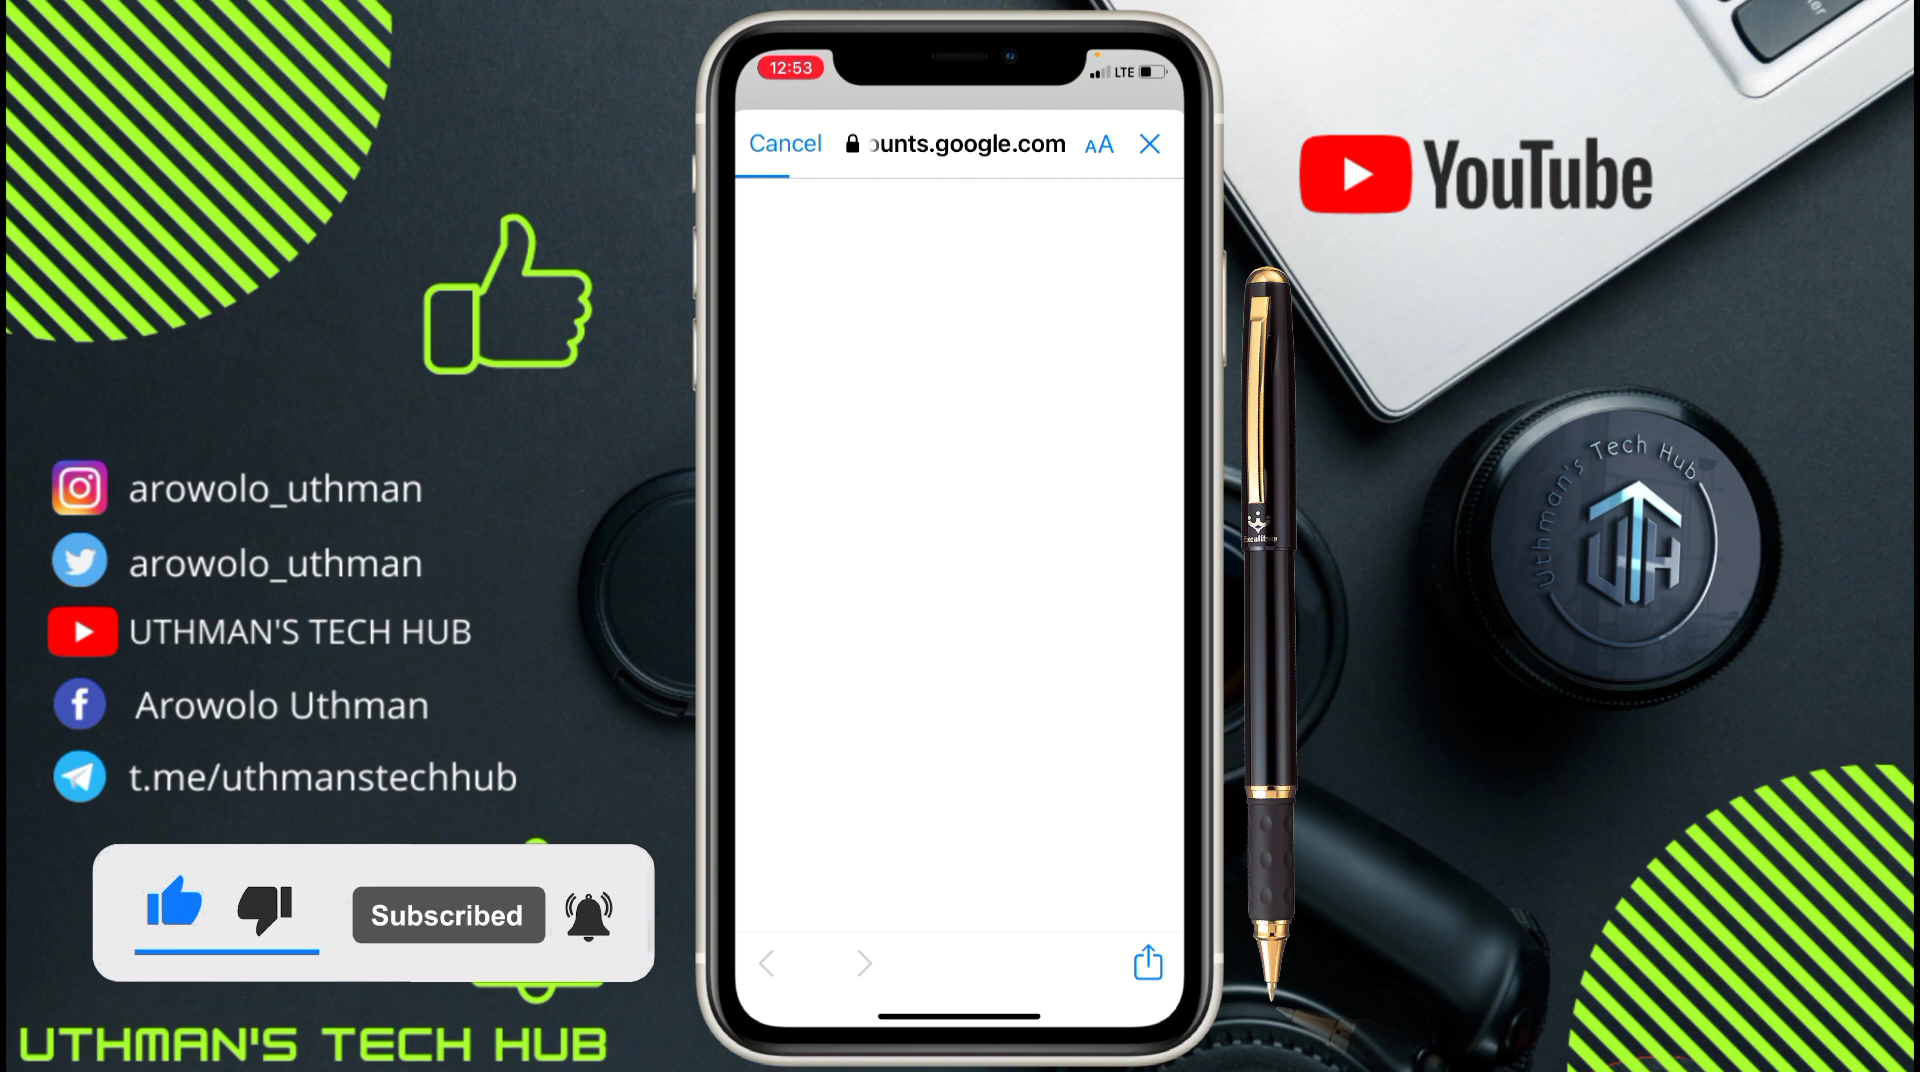 12:53
LTE
Cancel
ounts.google.com
AA
YouTube
arowolo_uthman
arowolo_uthman
UTHMAN'S TECH HUB
Arowolo Uthman
t.me/uthmanstechhub
Subscribed
UTHMAN'S TECH HUB
Uthman's Tech Hub
UTH
Excalibur